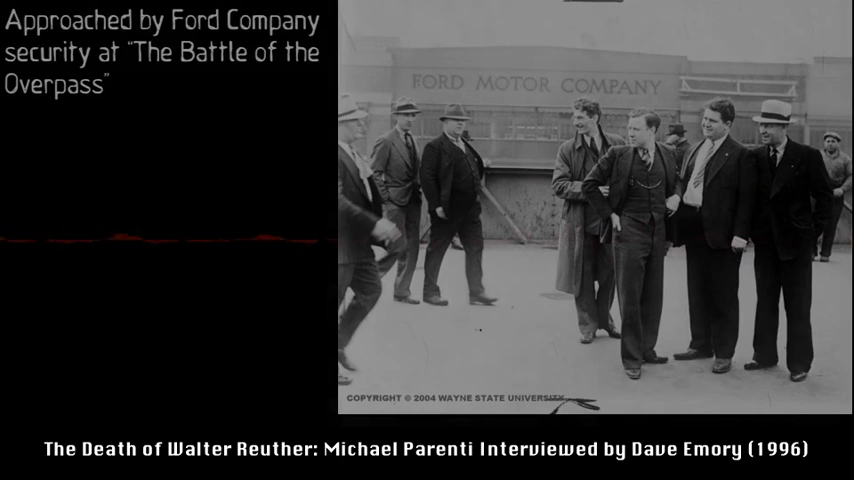 Approached by Ford Company
security at "The Battle of the
Overpass"
FORD MOTOR COMPANY
COPYRIGHT © 2004 WAYNE STATE UNIVERSITY
The Death of Walter Reuther: Michael Parenti Interviewed by Dave Emory (1996)